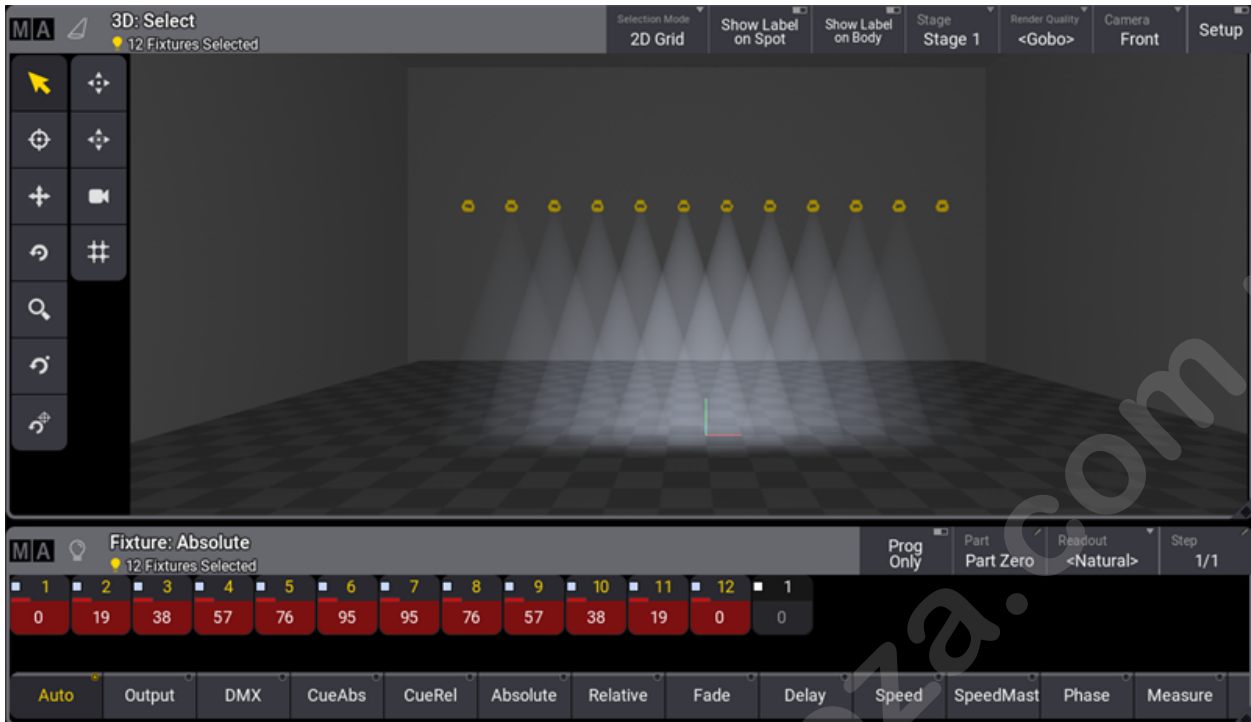 MA 3D: Select
12 Fixtures Selected
Selection Mode
2D Grid
Show Label
on Spot
Show Label
on Body
Stage
Stage 1
Render Quality
<Gobo>
Camera
Front
Setup
MA Fixture: Absolute
12 Fixtures Selected
Prog
Only
Part
Part Zero
Readout
<Natural>
Step
1/1
1 2 3 4 5 6 7 8 9 10 11 12 1
0 19 38 57 76 95 95 76 57 38 19 0 0
Auto Output DMX CueAbs CueRel Absolute Relative Fade Delay Speed SpeedMast Phase Measure
oza.com